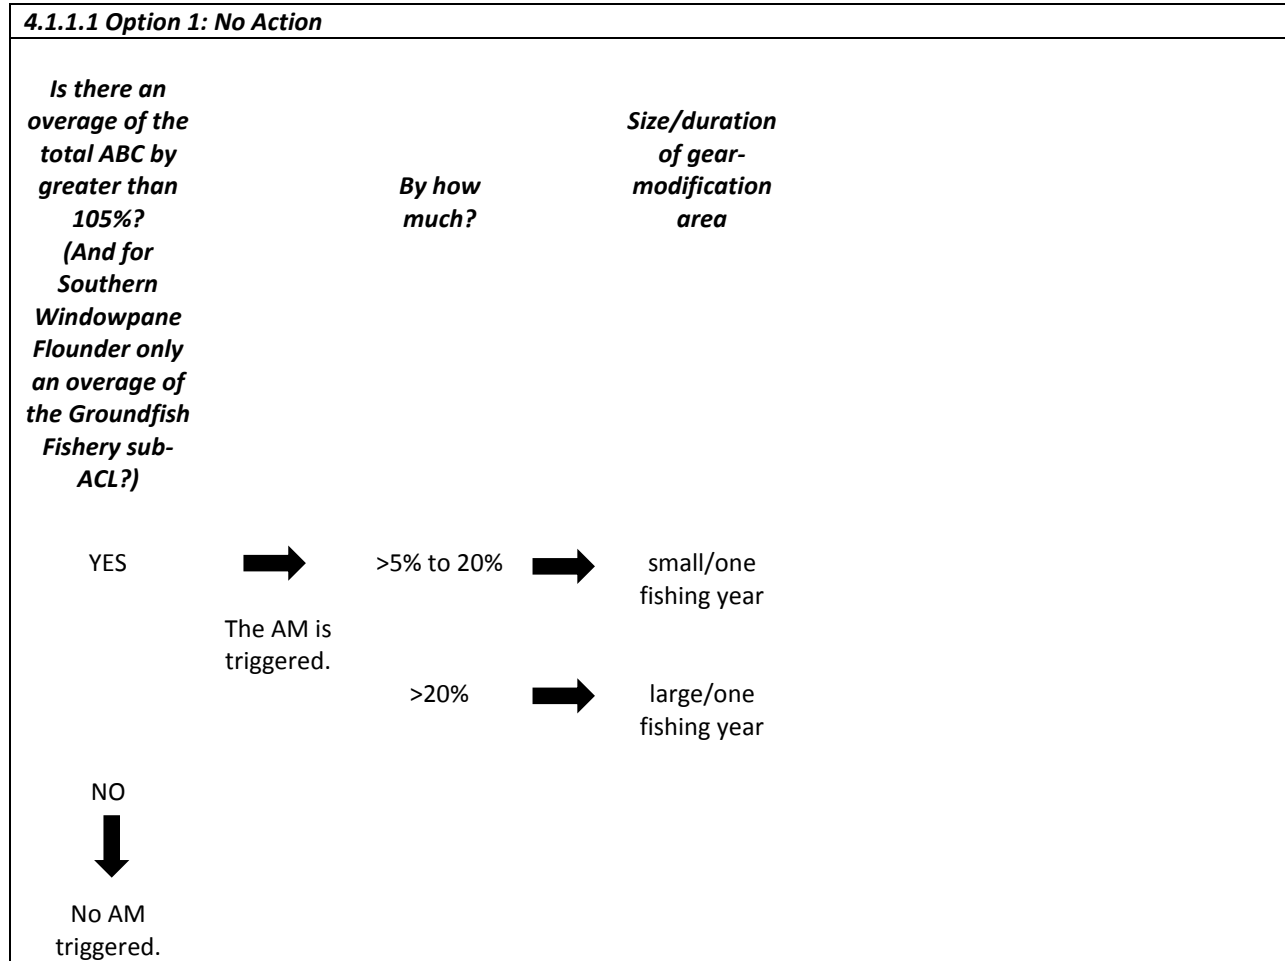 4.1.1.1 Option 1: No Action
Is there an
overage of the
total ABC by
greater than
105%?
(And for
Southern
Windowpane
Flounder only
an overage of
the Groundfish
Fishery sub-
ACL?)
By how
much?
Size/duration
of gear-
modification
area
YES
The AM is
triggered.
>5% to 20%
small/one
fishing year
>20%
large/one
fishing year
NO
No AM
triggered.